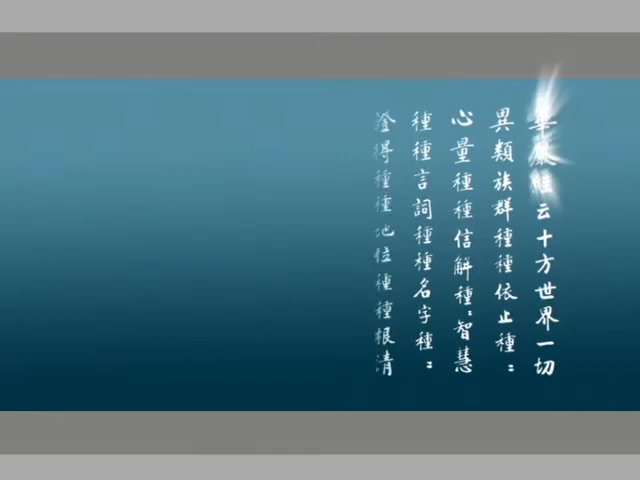 華嚴經云十方世界一切
異類族群種種依止種:
心量種種信解種:智慧
種種言詞種種名字種:
證得種種地位種種根清